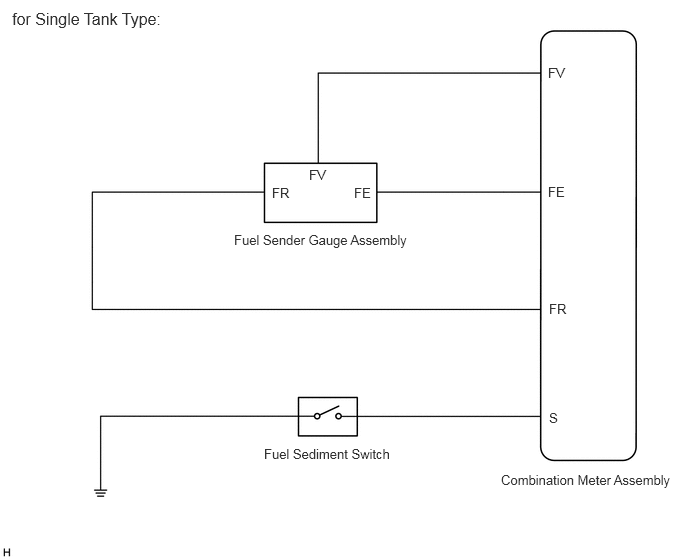 for Single Tank Type:
FV
FV
FR
FE
FE
Fuel Sender Gauge Assembly
FR
S
Fuel Sediment Switch
Combination Meter Assembly
H